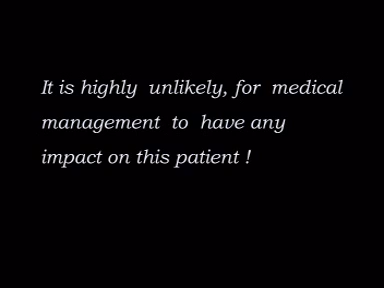 It is highly unlikely, for medical
management to have any
impact on this patient !